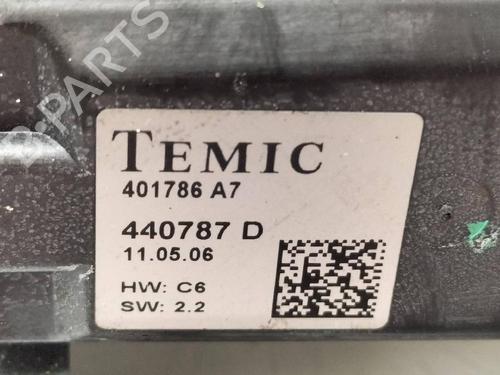 B-PARTS
TEMIC
401786 A7
440787 D
11.05.06
HW: C6
SW: 2.2